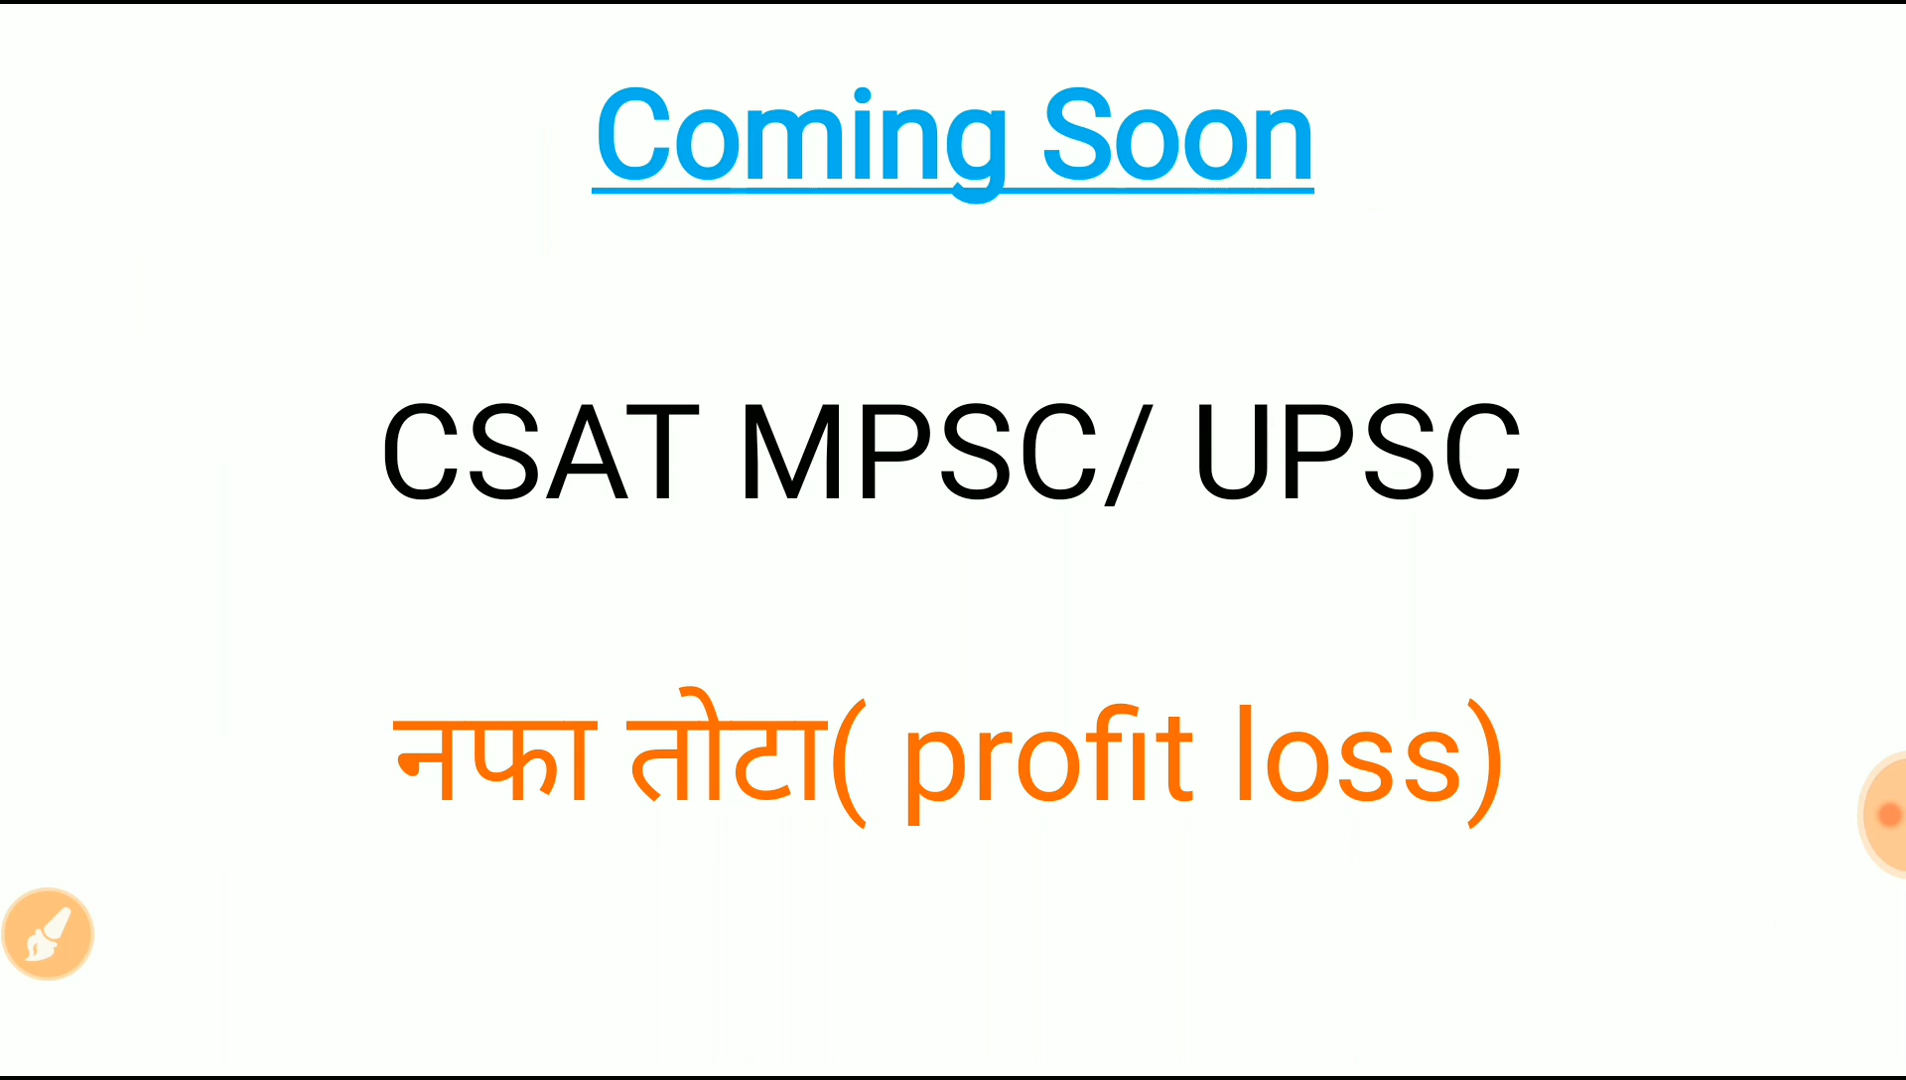 Coming Soon
CSAT MPSC/ UPSC
नफा तोटा( profit loss)